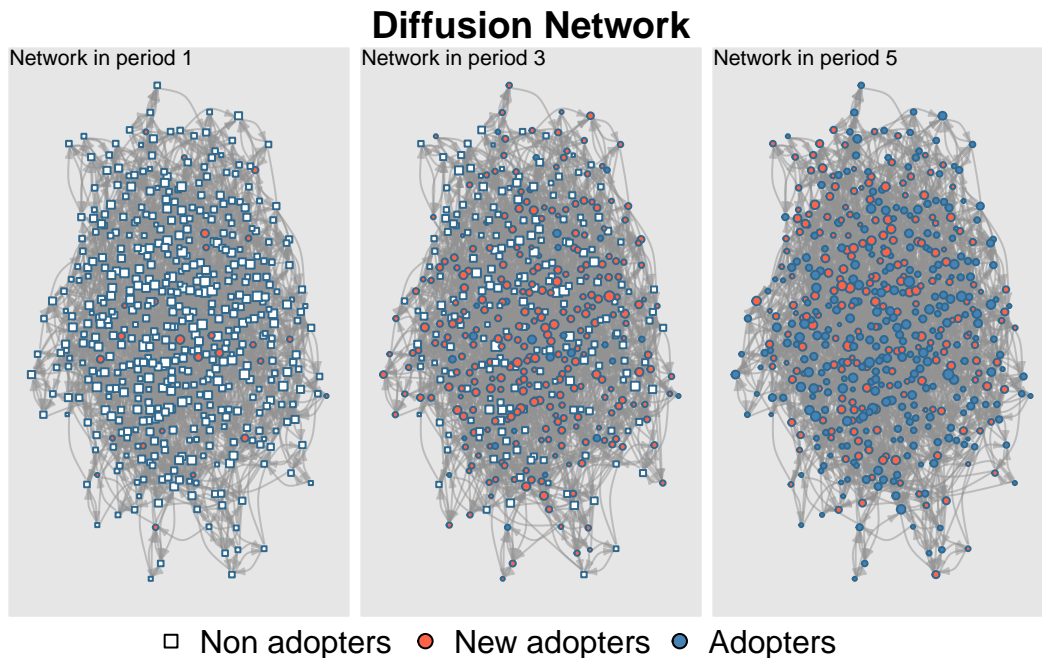 Diffusion Network
Network in period 1
Network in period 3
Network in period 5
Non adopters
New adopters
Adopters